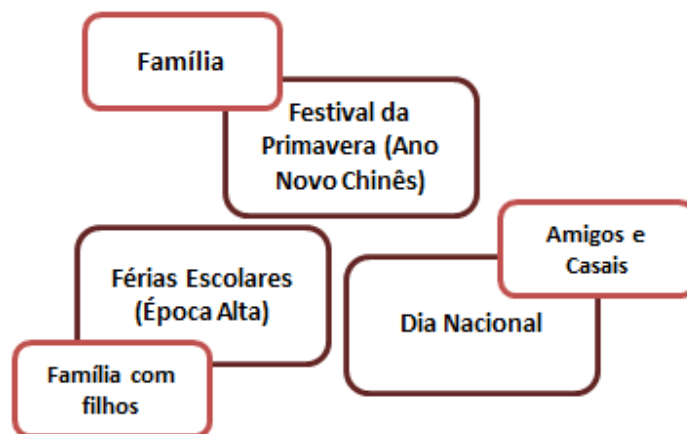 Família
Festival da
Primavera (Ano
Novo Chinês)
Amigos e
Casais
Férias Escolares
(Época Alta)
Dia Nacional
Família com
filhos